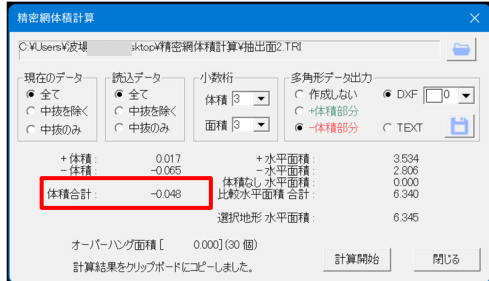 精密網体積計算
C:¥Users¥波場 sktop¥精密網体積計算¥抽出面2.TRI
現在のデータ 読込データ 小数桁 多角形データ出力
全て 全て 体積 3 作成しない DXF 0
中抜を除く 中抜を除く +体積部分
中抜のみ 中抜のみ 面積 3 -体積部分 TEXT
+体積: 0.017 +水平面積: 3.534
-体積: -0.065 -水平面積: 2.806
体積なし 水平面積: 0.000
体積合計: -0.048 比較水平面積 合計: 6.340
選択地形 水平面積: 6.345
オーバーハング面積 [ 0.000](30 個)
計算結果をクリップボードにコピーしました。
計算開始 閉じる